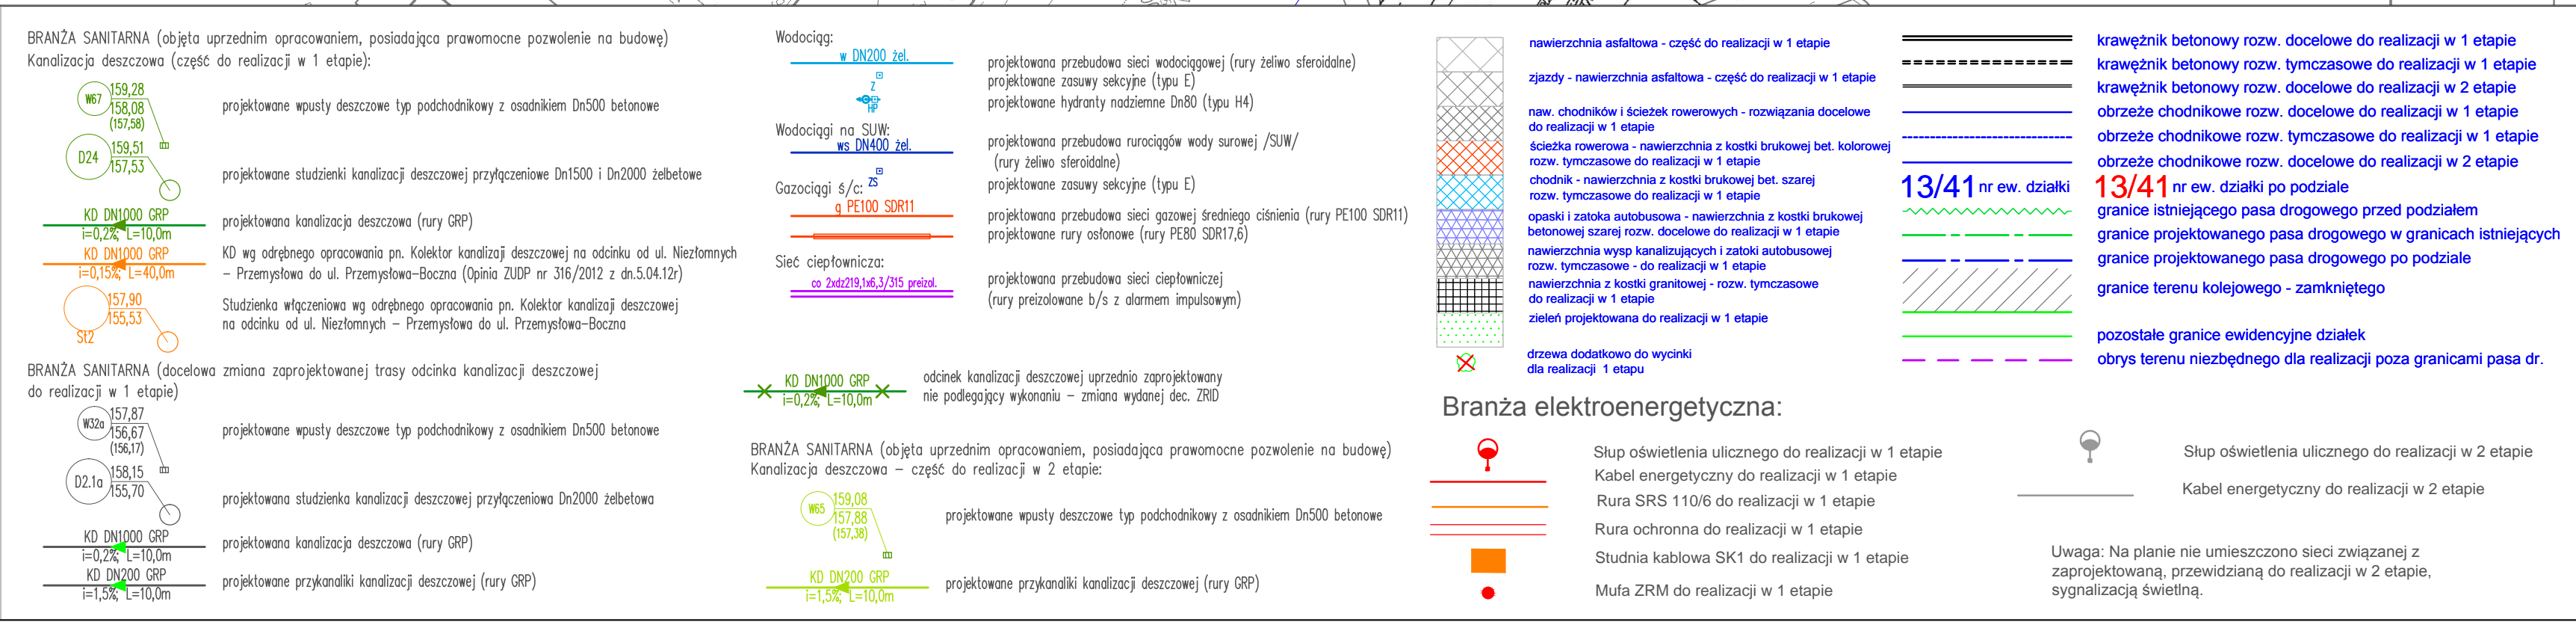 BRANŻA SANITARNA (objęta uprzednim opracowaniem, posiadająca prawomocne pozwolenie na budowę)
Kanalizacja deszczowa (część do realizacji w 1 etapie):
W67
159,28
158,08
(157,58)
projektowane wpusty deszczowe typ podchodnikowy z osadnikiem Dn500 betonowe
D24
159,51
157,53
projektowane studzienki kanalizacji deszczowej przyłączeniowe Dn1500 i Dn2000 żelbetowe
KD DN1000 GRP
i=0,2%; L=10,0m
projektowana kanalizacja deszczowa (rury GRP)
KD DN1000 GRP
i=0,15%; L=40,0m
KD wg odrębnego opracowania pn. Kolektor kanalizaji deszczowej na odcinku od ul. Niezłomnych
– Przemysłowa do ul. Przemysłowa-Boczna (Opinia ZUDP nr 316/2012 z dn.5.04.12r)
157,90
155,53
St2
Studzienka włączeniowa wg odrębnego opracowania pn. Kolektor kanalizaji deszczowej
na odcinku od ul. Niezłomnych – Przemysłowa do ul. Przemysłowa-Boczna
BRANŻA SANITARNA (docelowa zmiana zaprojektowanej trasy odcinka kanalizacji deszczowej
do realizacji w 1 etapie)
W32a
157,87
156,67
(156,17)
projektowane wpusty deszczowe typ podchodnikowy z osadnikiem Dn500 betonowe
D2.1a
158,15
155,70
projektowana studzienka kanalizacji deszczowej przyłączeniowa Dn2000 żelbetowa
KD DN1000 GRP
i=0,2%; L=10,0m
projektowana kanalizacja deszczowa (rury GRP)
KD DN200 GRP
i=1,5%; L=10,0m
projektowane przykanaliki kanalizacji deszczowej (rury GRP)
Wodociąg:
w DN200 żel.
projektowana przebudowa sieci wodociągowej (rury żeliwo sferoidalne)
Z
projektowane zasuwy sekcyjne (typu E)
HP
projektowane hydranty nadziemne Dn80 (typu H4)
Wodociągi na SUW:
ws DN400 żel.
projektowana przebudowa rurociągów wody surowej /SUW/
(rury żeliwo sferoidalne)
ZS
projektowane zasuwy sekcyjne (typu E)
Gazociągi ś/c:
g PE100 SDR11
projektowana przebudowa sieci gazowej średniego ciśnienia (rury PE100 SDR11)
projektowane rury osłonowe (rury PE80 SDR17,6)
Sieć ciepłownicza:
co 2xdz219,1x6,3/315 preizol.
projektowana przebudowa sieci ciepłowniczej
(rury preizolowane b/s z alarmem impulsowym)
KD DN1000 GRP
i=0,2%; L=10,0m
odcinek kanalizacji deszczowej uprzednio zaprojektowany
nie podlegający wykonaniu – zmiana wydanej dec. ZRID
BRANŻA SANITARNA (objęta uprzednim opracowaniem, posiadająca prawomocne pozwolenie na budowę)
Kanalizacja deszczowa – część do realizacji w 2 etapie:
W65
159,08
157,88
(157,38)
projektowane wpusty deszczowe typ podchodnikowy z osadnikiem Dn500 betonowe
KD DN200 GRP
i=1,5%; L=10,0m
projektowane przykanaliki kanalizacji deszczowej (rury GRP)
nawierzchnia asfaltowa - część do realizacji w 1 etapie
zjazdy - nawierzchnia asfaltowa - część do realizacji w 1 etapie
naw. chodników i ścieżek rowerowych - rozwiązania docelowe
do realizacji w 1 etapie
ścieżka rowerowa - nawierzchnia z kostki brukowej bet. kolorowej
rozw. tymczasowe do realizacji w 1 etapie
chodnik - nawierzchnia z kostki brukowej bet. szarej
rozw. tymczasowe do realizacji w 1 etapie
opaski i zatoka autobusowa - nawierzchnia z kostki brukowej
betonowej szarej rozw. docelowe do realizacji w 1 etapie
nawierzchnia wysp kanalizujących i zatoki autobusowej
rozw. tymczasowe - do realizacji w 1 etapie
nawierzchnia z kostki granitowej - rozw. tymczasowe
do realizacji w 1 etapie
zieleń projektowana do realizacji w 1 etapie
drzewa dodatkowo do wycinki
dla realizacji 1 etapu
krawężnik betonowy rozw. docelowe do realizacji w 1 etapie
krawężnik betonowy rozw. tymczasowe do realizacji w 1 etapie
krawężnik betonowy rozw. docelowe do realizacji w 2 etapie
obrzeże chodnikowe rozw. docelowe do realizacji w 1 etapie
obrzeże chodnikowe rozw. tymczasowe do realizacji w 1 etapie
obrzeże chodnikowe rozw. docelowe do realizacji w 2 etapie
13/41 nr ew. działki 13/41 nr ew. działki po podziale
granice istniejącego pasa drogowego przed podziałem
granice projektowanego pasa drogowego w granicach istniejących
granice projektowanego pasa drogowego po podziale
granice terenu kolejowego - zamkniętego
pozostałe granice ewidencyjne działek
obrys terenu niezbędnego dla realizacji poza granicami pasa dr.
Branża elektroenergetyczna:
Słup oświetlenia ulicznego do realizacji w 1 etapie
Kabel energetyczny do realizacji w 1 etapie
Rura SRS 110/6 do realizacji w 1 etapie
Rura ochronna do realizacji w 1 etapie
Studnia kablowa SK1 do realizacji w 1 etapie
Mufa ZRM do realizacji w 1 etapie
Słup oświetlenia ulicznego do realizacji w 2 etapie
Kabel energetyczny do realizacji w 2 etapie
Uwaga: Na planie nie umieszczono sieci związanej z
zaprojektowaną, przewidzianą do realizacji w 2 etapie,
sygnalizacją świetlną.